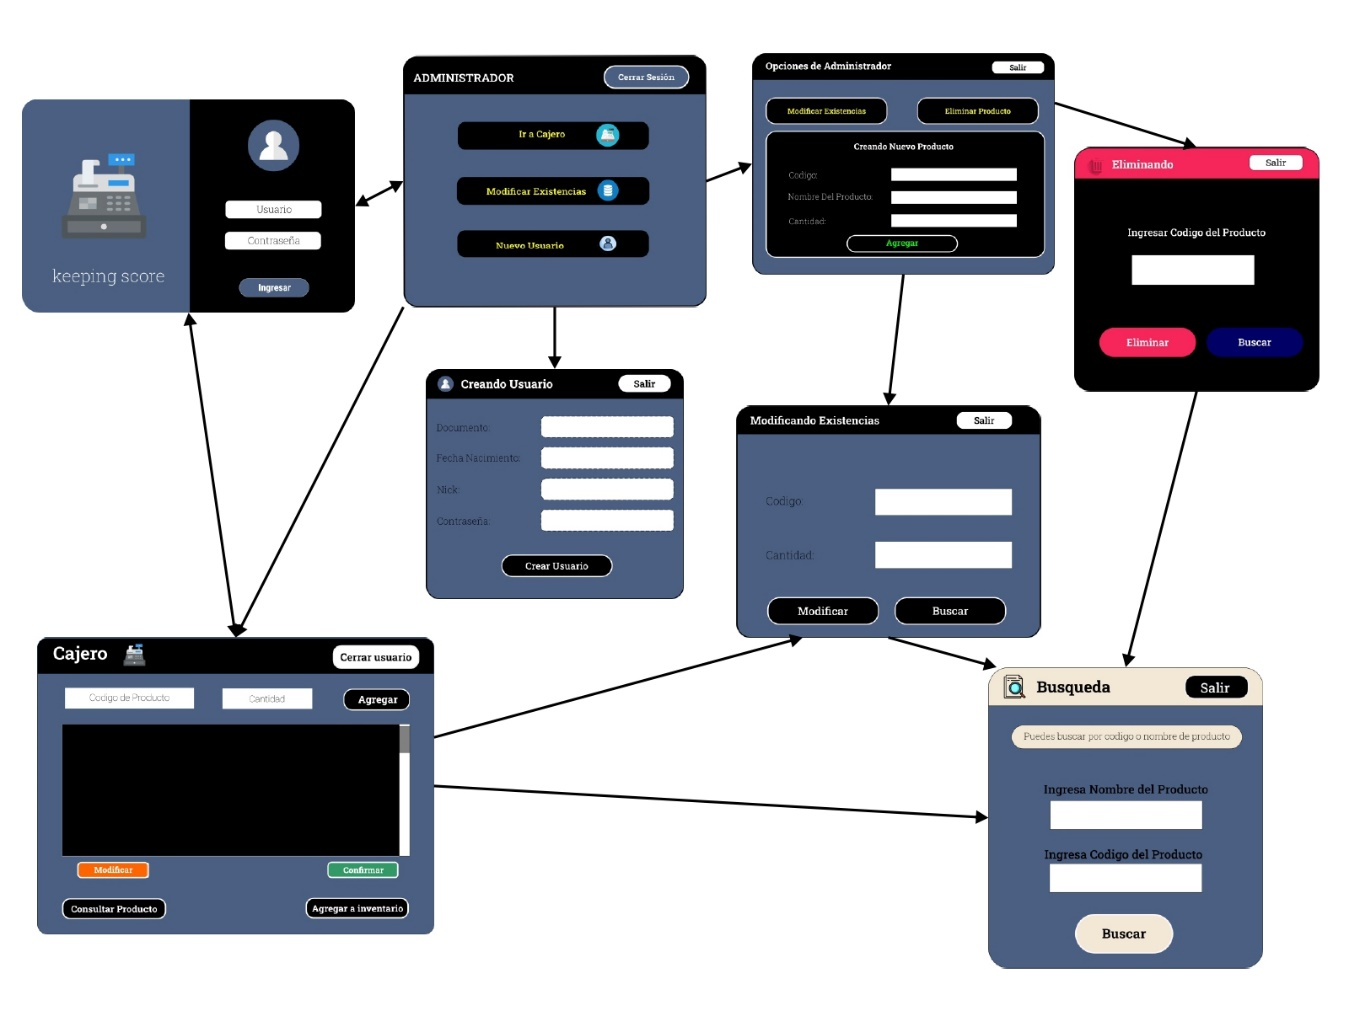 keeping score
Usuario
Contraseña
Ingresar
ADMINISTRADOR
Cerrar Sesión
Ir a Cajero
Modificar Existencias
Nuevo Usuario
Opciones de Administrador
Salir
Modificar Existencias
Eliminar Producto
Creando Nuevo Producto
Codigo:
Nombre Del Producto:
Cantidad:
Agregar
Eliminando
Salir
Ingresar Codigo del Producto
Eliminar
Buscar
Creando Usuario
Salir
Documento:
Fecha Nacimiento:
Nick:
Contraseña:
Crear Usuario
Modificando Existencias
Salir
Codigo:
Cantidad:
Modificar
Buscar
Cajero
Cerrar usuario
Codigo de Producto
Cantidad
Agregar
Modificar
Confirmar
Consultar Producto
Agregar a inventario
Busqueda
Salir
Puedes buscar por codigo o nombre de producto
Ingresa Nombre del Producto
Ingresa Codigo del Producto
Buscar